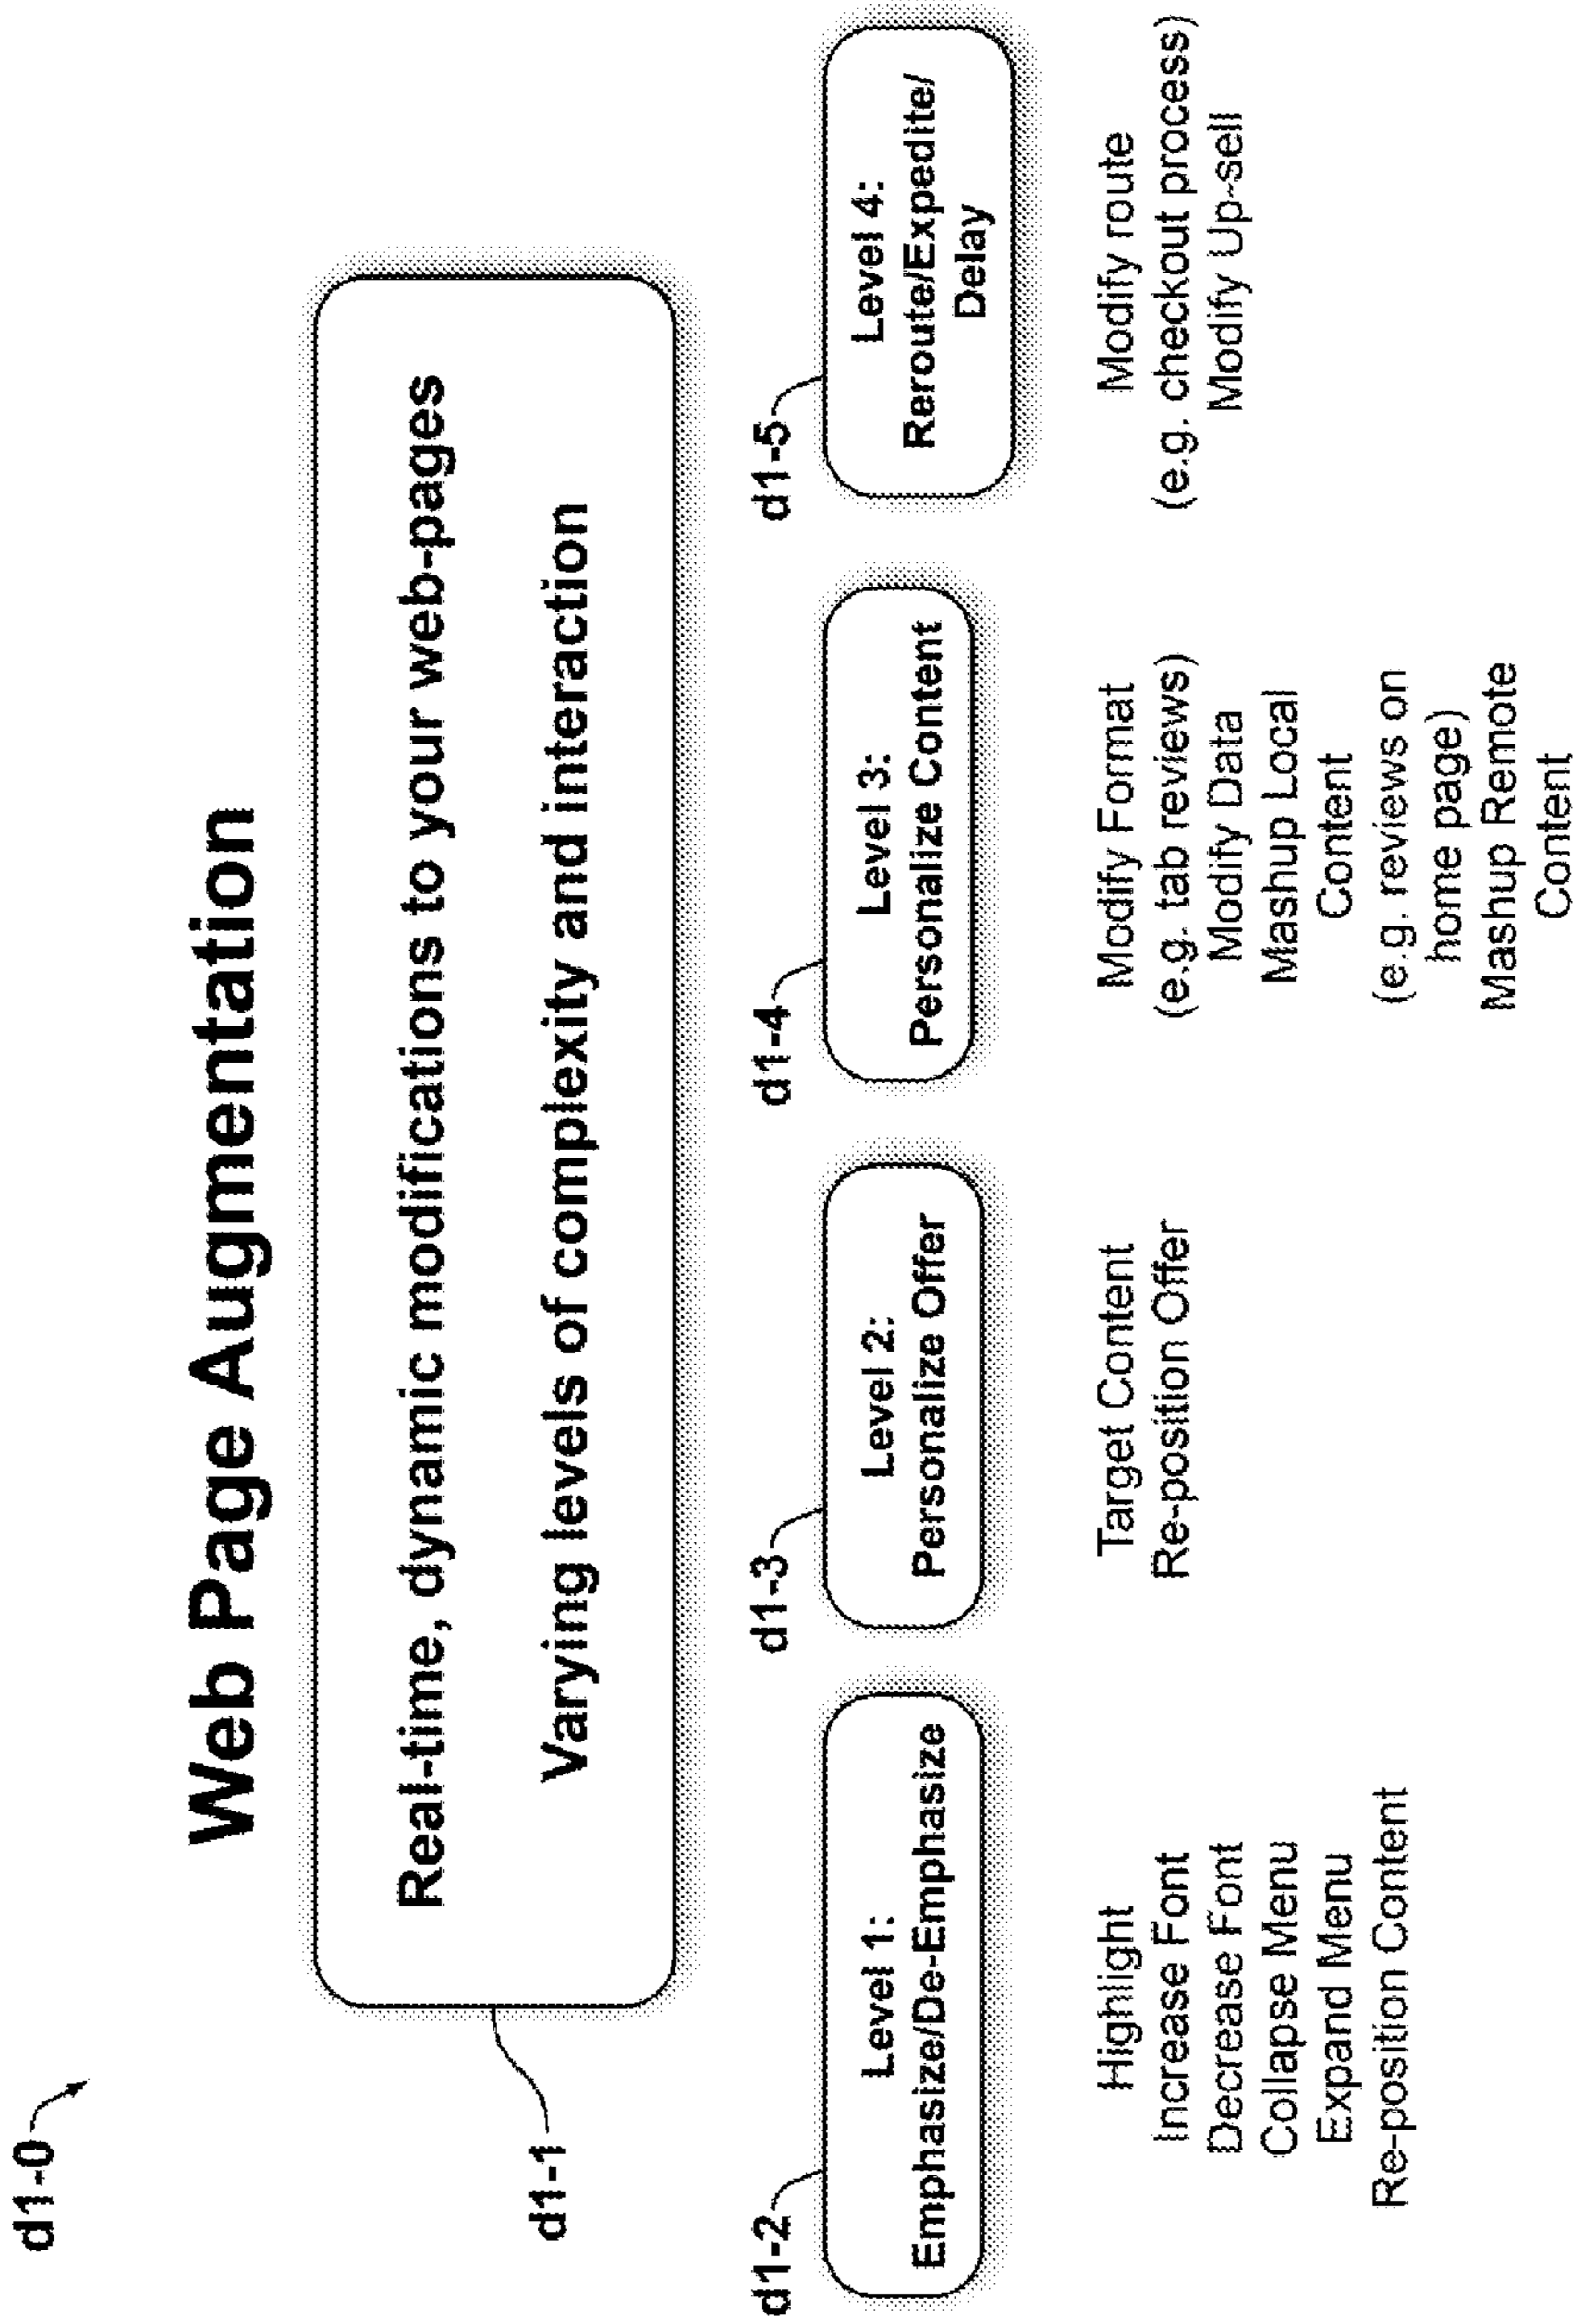 d1-0
Web Page Augmentation
Real-time, dynamic modifications to your web-pages
Varying levels of complexity and interaction
d1-1
d1-2
Level 1:
Emphasize/De-Emphasize
Highlight
Increase Font
Decrease Font
Collapse Menu
Expand Menu
Re-position Content
d1-3
Level 2:
Personalize Offer
Target Content
Re-position Offer
d1-4
Level 3:
Personalize Content
Modify Format
(e.g. tab reviews)
Modify Data
Mashup Local
Content
(e.g. reviews on
home page)
Mashup Remote
Content
d1-5
Level 4:
Reroute/Expedite/
Delay
Modify route
(e.g. checkout process)
Modify Up-sell